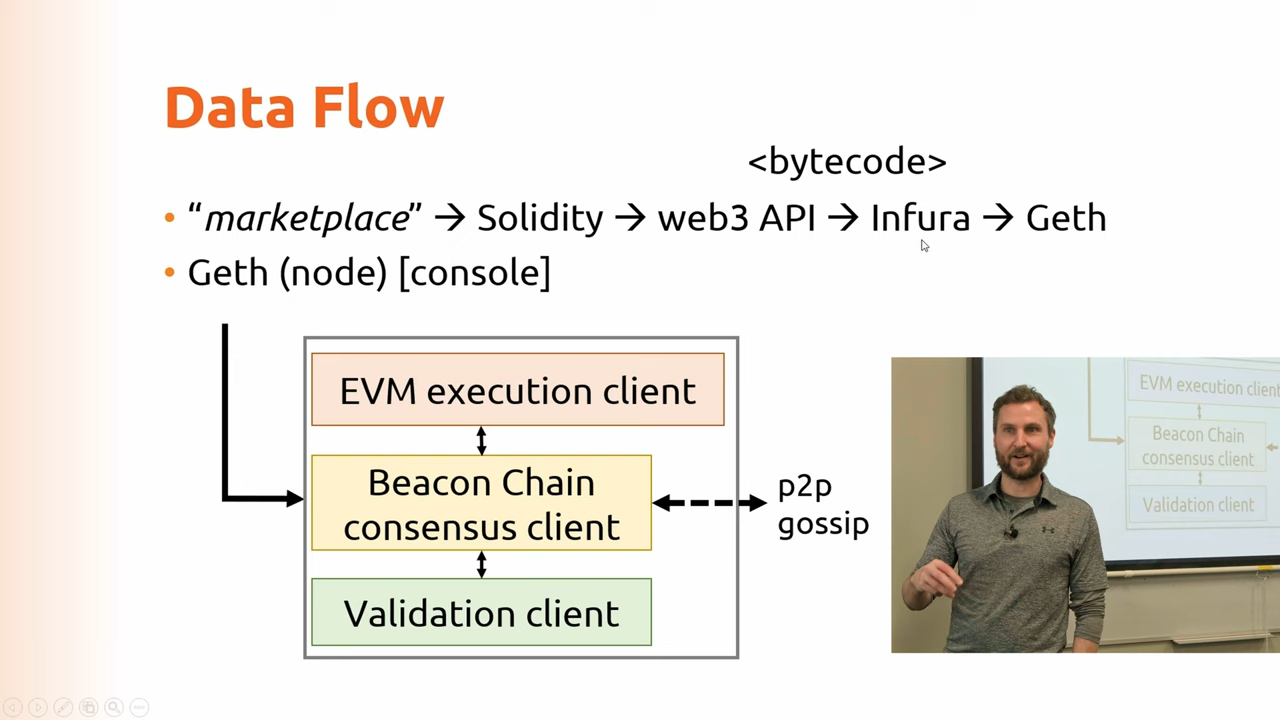 Data Flow
<bytecode>
• “marketplace” → Solidity → web3 API → Infura → Geth
• Geth (node) [console]
EVM execution client
Beacon Chain
consensus client
Validation client
p2p
gossip
EVM execution client
Beacon Chain
consensus client
Validation client